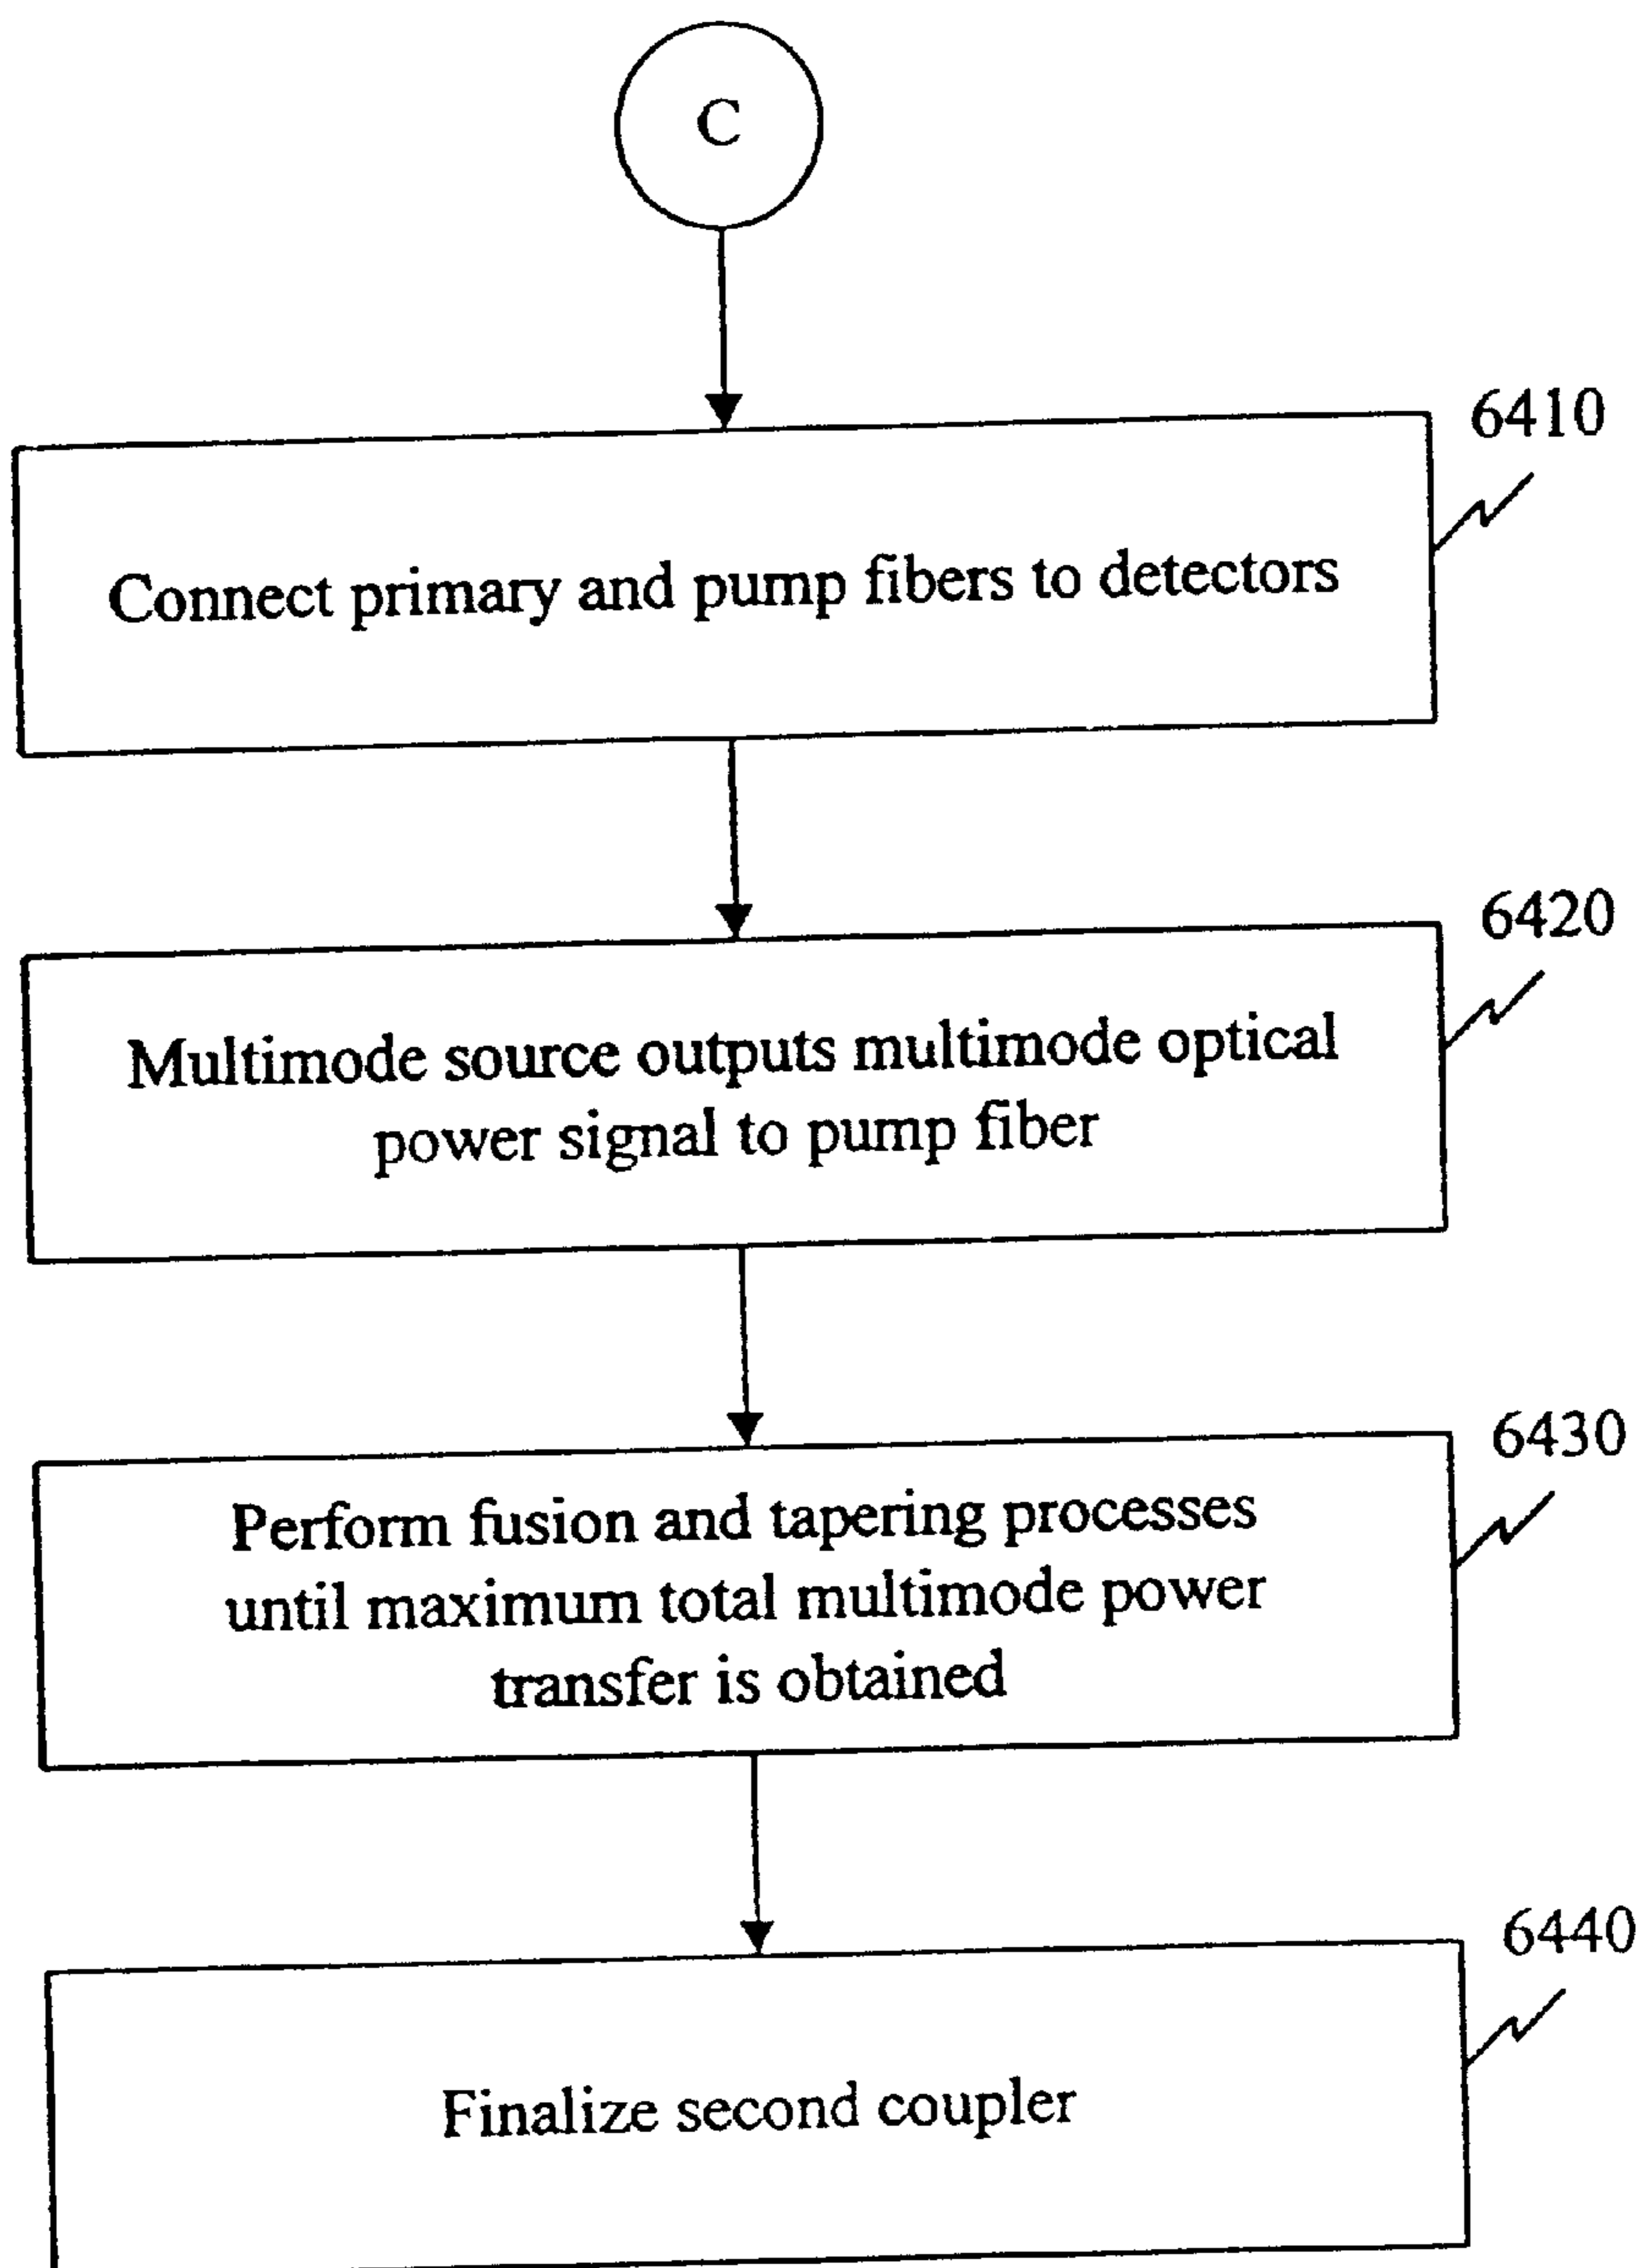 C
6410
Connect primary and pump fibers to detectors
6420
Multimode source outputs multimode optical
power signal to pump fiber
6430
Perform fusion and tapering processes
until maximum total multimode power
transfer is obtained
6440
Finalize second coupler